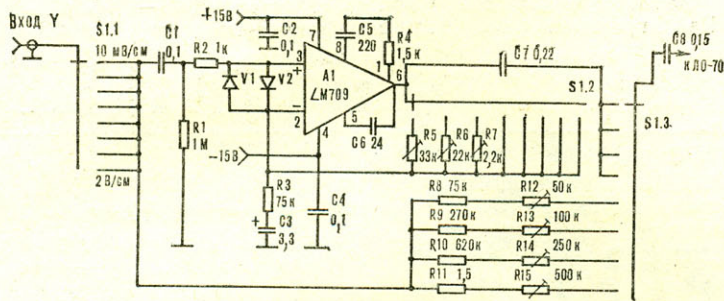 Вход Y
S1.1
10 мВ/см
2 В/см
C1
0,1
R1
1М
R2 1к
V1
V2
+15В
C2
0,1
7
3
+
−
2
4
A1
∠М709
8
5
1
6
C5
220
R4
1,5к
C6 24
−15В
R3
75к
+
C3
3,3
C4
0,1
C7 0,22
R5
33к
R6
22к
R7
2,2к
S1.2
S1.3
C8 0,15
к ЛО-70
R8 75к
R12 50к
R9 270к
R13 100к
R10 620к
R14 250к
R11 1,5
R15 500к